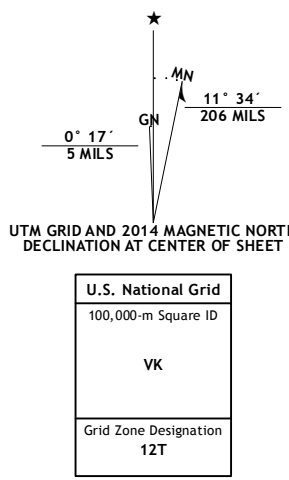 ★
MN
GN
11° 34´
206 MILS
0° 17´
5 MILS
UTM GRID AND 2014 MAGNETIC NORTH
DECLINATION AT CENTER OF SHEET
U.S. National Grid
100,000-m Square ID
VK
Grid Zone Designation
12T